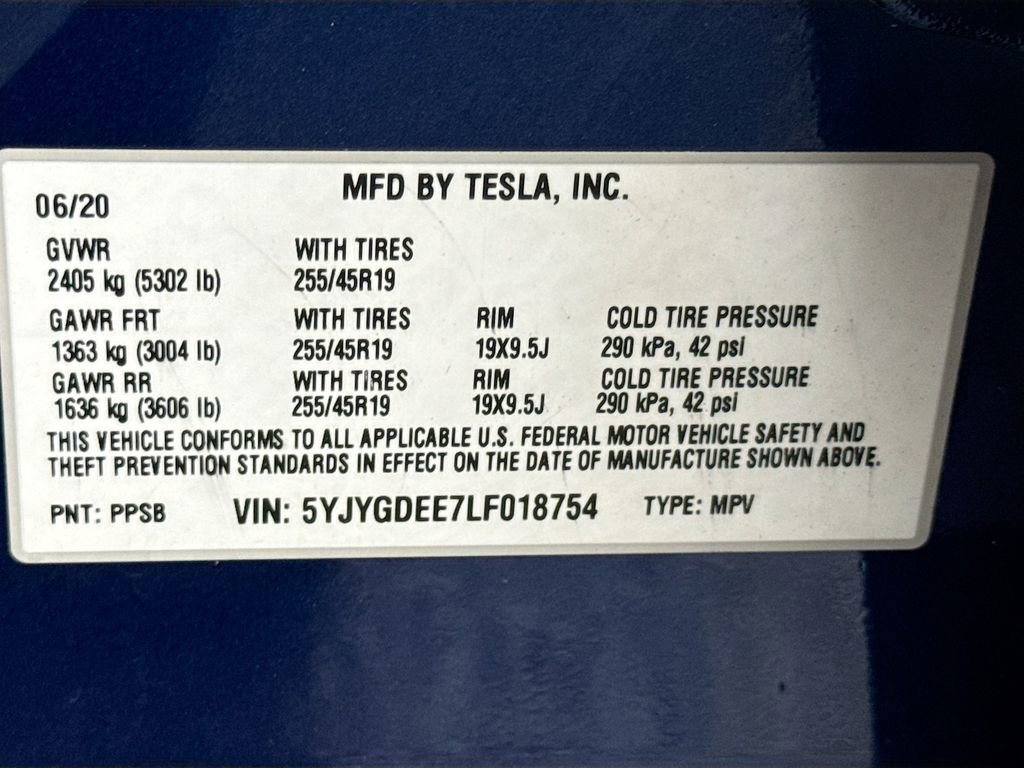 MFD BY TESLA, INC.
06/20
GVWR WITH TIRES
2405 kg (5302 lb) 255/45R19
GAWR FRT WITH TIRES RIM COLD TIRE PRESSURE
1363 kg (3004 lb) 255/45R19 19X9.5J 290 kPa, 42 psi
GAWR RR WITH TIRES RIM COLD TIRE PRESSURE
1636 kg (3606 lb) 255/45R19 19X9.5J 290 kPa, 42 psi
THIS VEHICLE CONFORMS TO ALL APPLICABLE U.S. FEDERAL MOTOR VEHICLE SAFETY AND
THEFT PREVENTION STANDARDS IN EFFECT ON THE DATE OF MANUFACTURE SHOWN ABOVE.
PNT: PPSB VIN: 5YJYGDEE7LF018754 TYPE: MPV